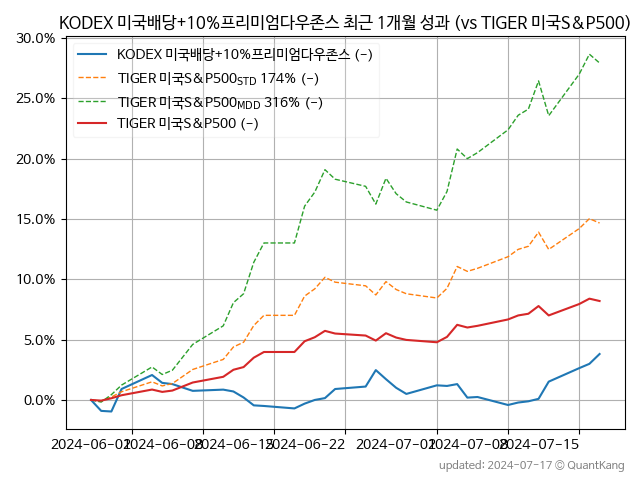 KODEX 미국배당+10%프리미엄다우존스 최근 1개월 성과 (vs TIGER 미국S&P500)
30.0%
25.0%
20.0%
15.0%
10.0%
5.0%
0.0%
KODEX 미국배당+10%프리미엄다우존스 (-)
TIGER 미국S&P500STD 174% (-)
TIGER 미국S&P500MDD 316% (-)
TIGER 미국S&P500 (-)
2024-06-01 2024-06-08 2024-06-15 2024-06-22 2024-07-01 2024-07-08 2024-07-15
updated: 2024-07-17 © QuantKang